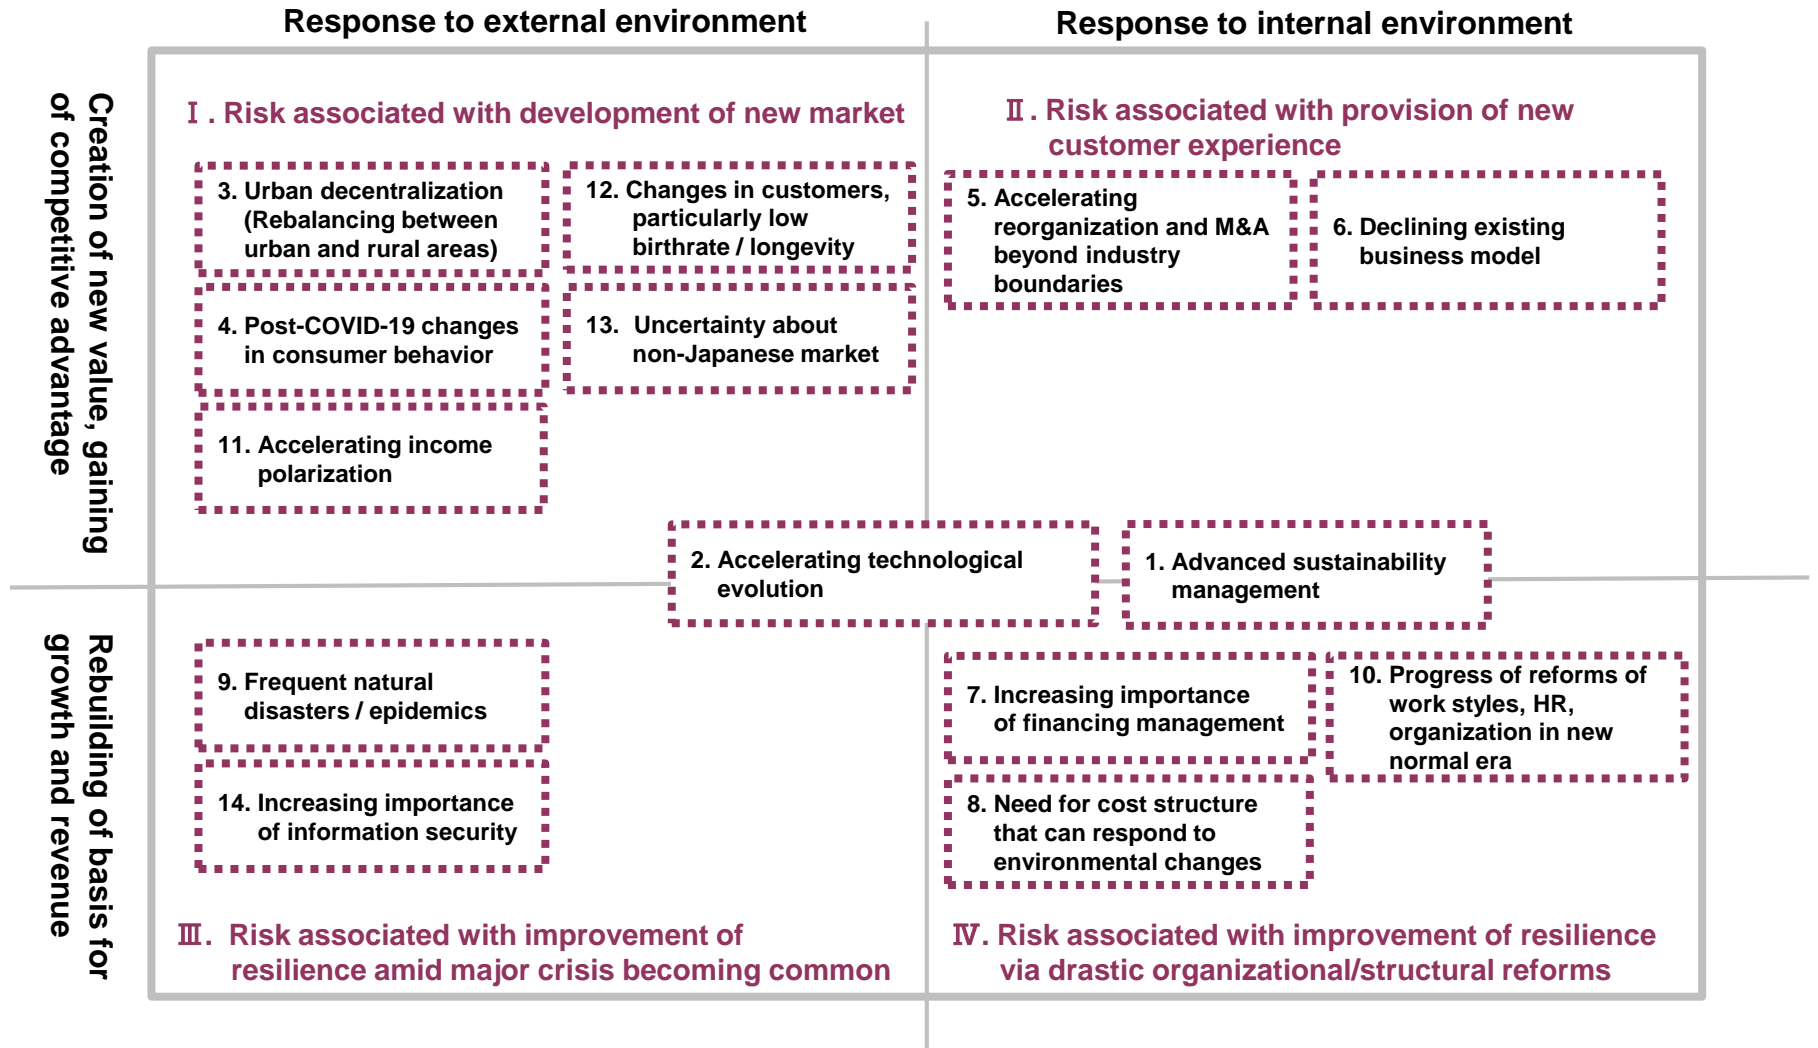 Response to external environment
Response to internal environment
Creation of new value, gaining
of competitive advantage
Ⅰ. Risk associated with development of new market
3. Urban decentralization
(Rebalancing between
urban and rural areas)
12. Changes in customers,
particularly low
birthrate / longevity
4. Post-COVID-19 changes
in consumer behavior
13. Uncertainty about
non-Japanese market
11. Accelerating income
polarization
Ⅱ. Risk associated with provision of new
customer experience
5. Accelerating
reorganization and M&A
beyond industry
boundaries
6. Declining existing
business model
2. Accelerating technological
evolution
1. Advanced sustainability
management
Rebuilding of basis for
growth and revenue
9. Frequent natural
disasters / epidemics
14. Increasing importance
of information security
Ⅲ. Risk associated with improvement of
resilience amid major crisis becoming common
7. Increasing importance
of financing management
10. Progress of reforms of
work styles, HR,
organization in new
normal era
8. Need for cost structure
that can respond to
environmental changes
Ⅳ. Risk associated with improvement of resilience
via drastic organizational/structural reforms